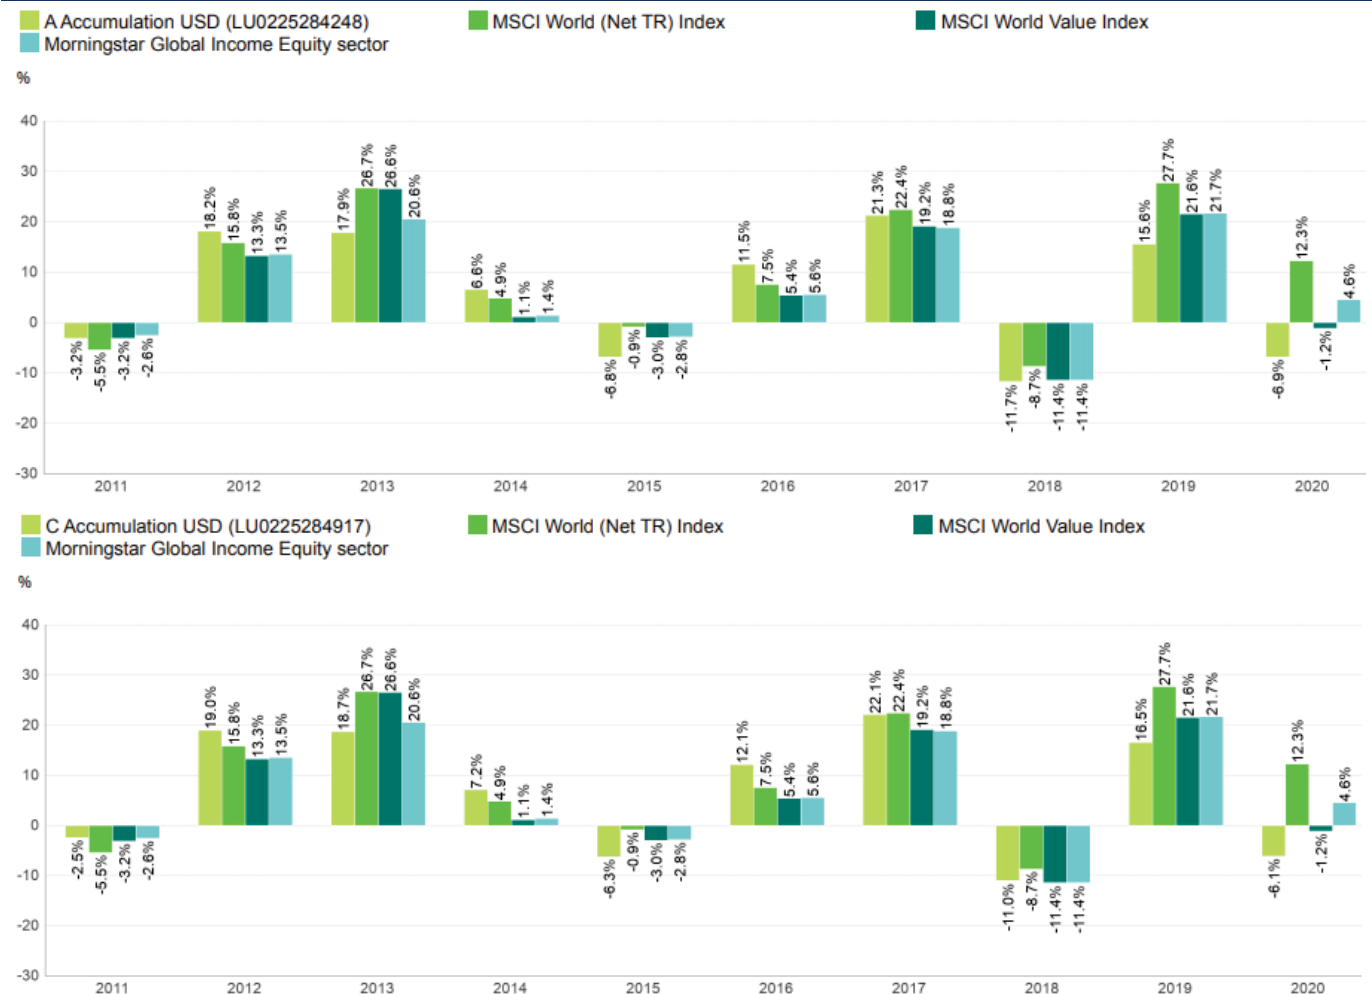 A Accumulation USD (LU0225284248) MSCI World (Net TR) Index MSCI World Value Index
Morningstar Global Income Equity sector
%
40
30
20
10
0
-10
-20
-30
-3.2% -5.5% -3.2% -2.6%
18.2% 15.8% 13.3% 13.5%
17.9% 26.7% 26.6% 20.6%
6.6% 4.9% 1.1% 1.4%
-6.8% -0.9% -3.0% -2.8%
11.5% 7.5% 5.4% 5.6%
21.3% 22.4% 19.2% 18.8%
-11.7% -8.7% -11.4% -11.4%
15.6% 27.7% 21.6% 21.7%
-6.9% 12.3% -1.2% 4.6%
2011 2012 2013 2014 2015 2016 2017 2018 2019 2020
C Accumulation USD (LU0225284917) MSCI World (Net TR) Index MSCI World Value Index
Morningstar Global Income Equity sector
%
40
30
20
10
0
-10
-20
-30
-2.5% -5.5% -3.2% -2.6%
19.0% 15.8% 13.3% 13.5%
18.7% 26.7% 26.6% 20.6%
7.2% 4.9% 1.1% 1.4%
-6.3% -0.9% -3.0% -2.8%
12.1% 7.5% 5.4% 5.6%
22.1% 22.4% 19.2% 18.8%
-11.0% -8.7% -11.4% -11.4%
16.5% 27.7% 21.6% 21.7%
-6.1% 12.3% -1.2% 4.6%
2011 2012 2013 2014 2015 2016 2017 2018 2019 2020